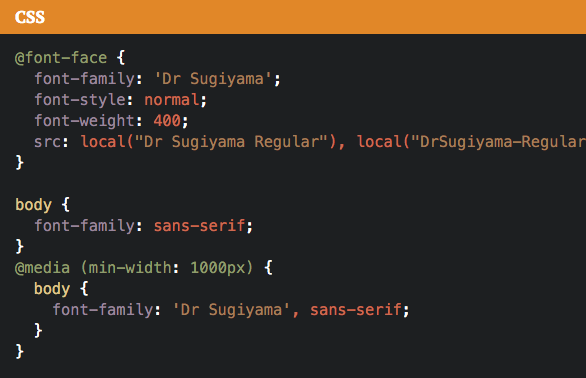 CSS
@font-face {
  font-family: 'Dr Sugiyama';
  font-style: normal;
  font-weight: 400;
  src: local("Dr Sugiyama Regular"), local("DrSugiyama-Regular
}
body {
  font-family: sans-serif;
}
@media (min-width: 1000px) {
  body {
    font-family: 'Dr Sugiyama', sans-serif;
  }
}